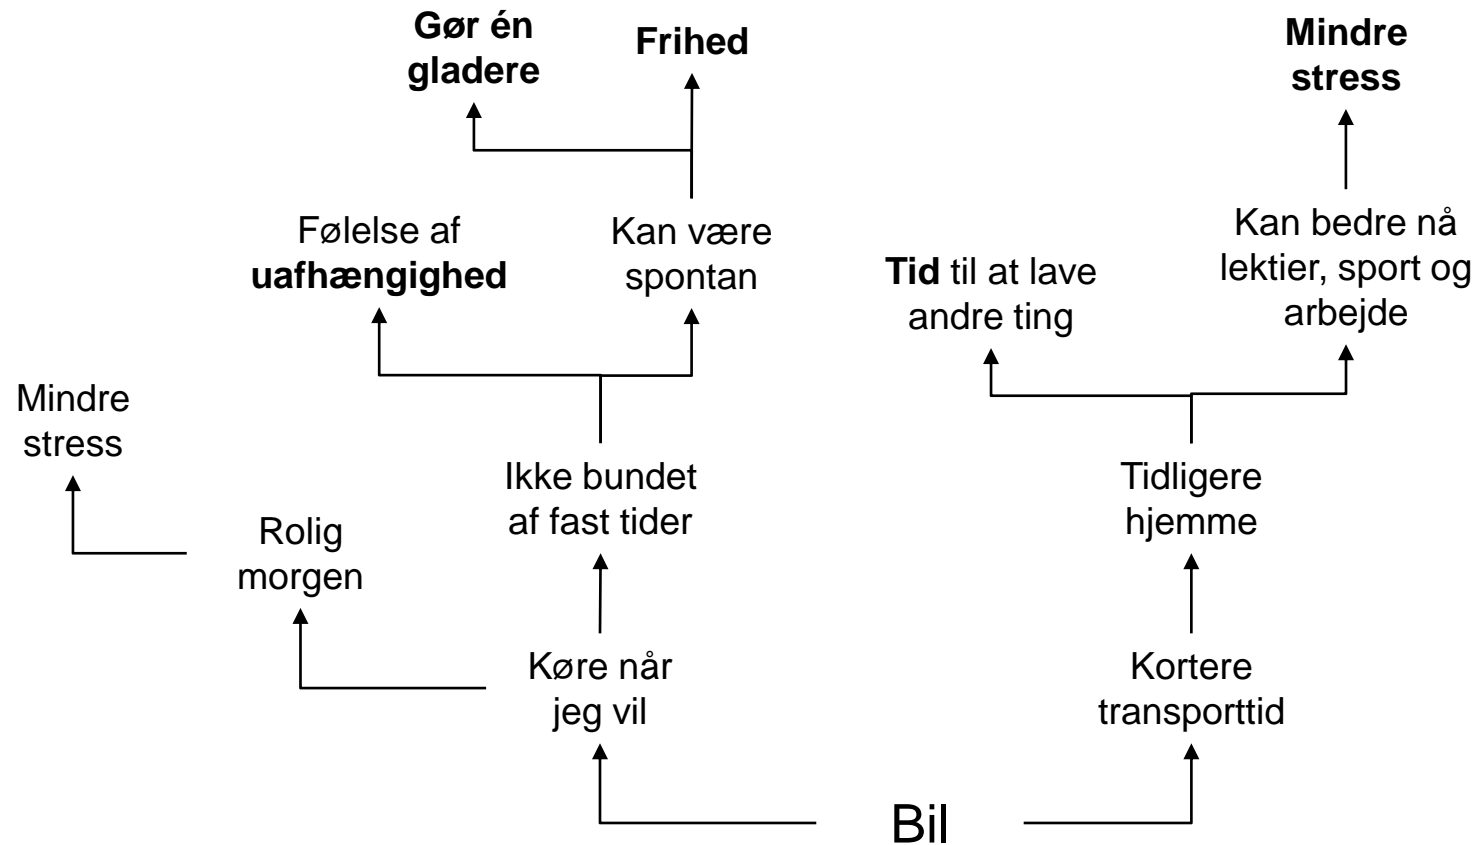 Gør én
gladere
Frihed
Mindre
stress
Følelse af
uafhængighed
Kan være
spontan
Tid til at lave
andre ting
Kan bedre nå
lektier, sport og
arbejde
Mindre
stress
Rolig
morgen
Ikke bundet
af fast tider
Tidligere
hjemme
Køre når
jeg vil
Kortere
transporttid
Bil